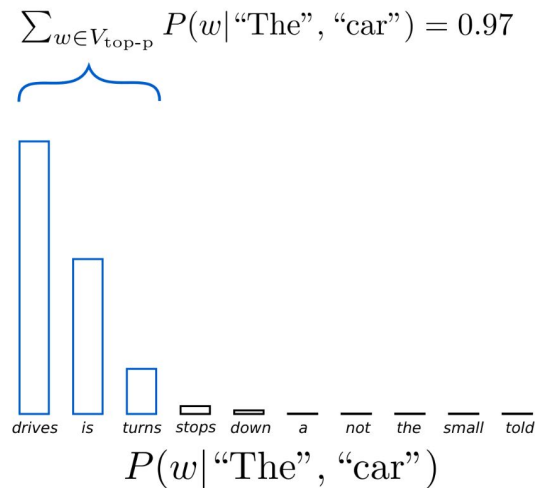 ∑w∈Vtop-p P(w|“The”, “car”) = 0.97
drives is turns stops down a not the small told
P(w|“The”, “car”)